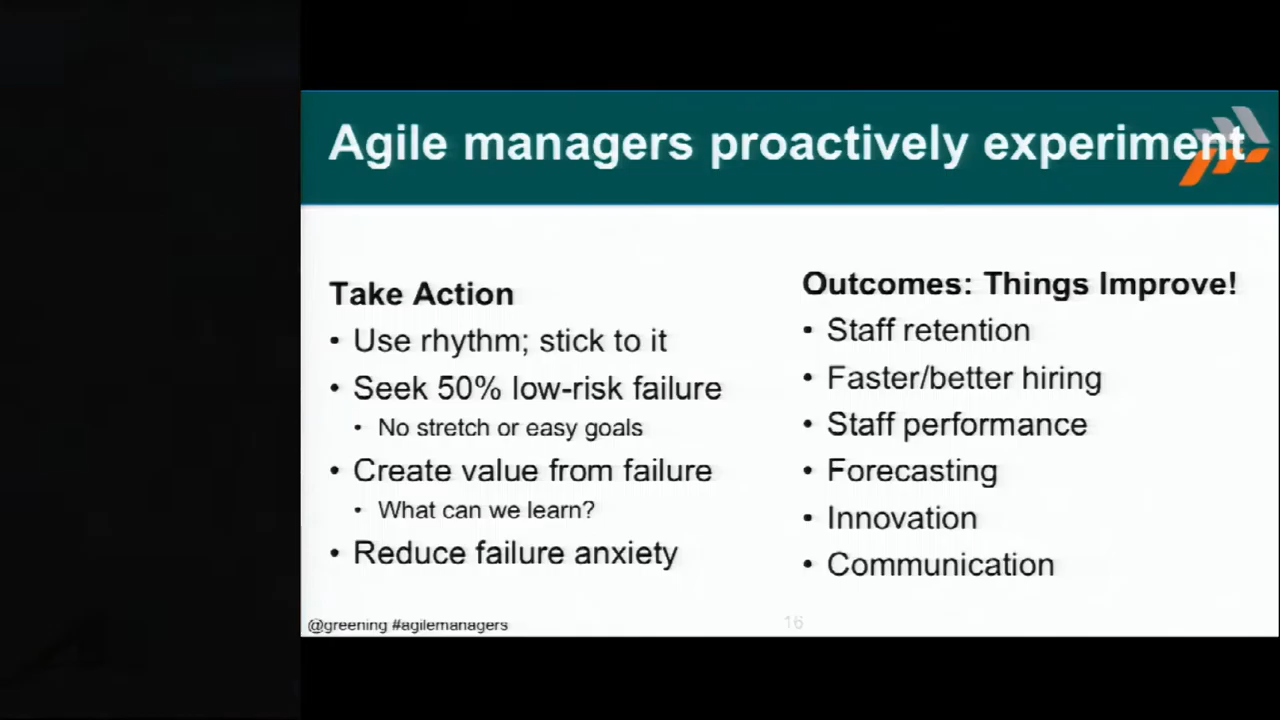 Agile managers proactively experiment
Take Action
• Use rhythm; stick to it
• Seek 50% low-risk failure
• No stretch or easy goals
• Create value from failure
• What can we learn?
• Reduce failure anxiety
Outcomes: Things Improve!
• Staff retention
• Faster/better hiring
• Staff performance
• Forecasting
• Innovation
• Communication
@greening #agilemanagers
16